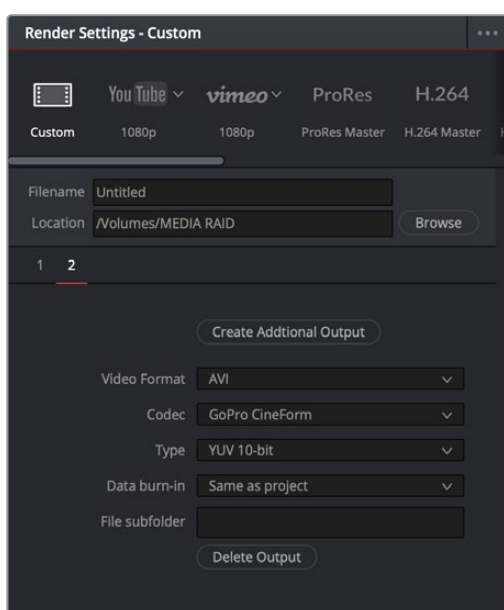 Render Settings - Custom
You Tube vimeo ProRes H.264
Custom 1080p 1080p ProRes Master H.264 Master
Filename Untitled
Location /Volumes/MEDIA RAID Browse
1 2
Create Addtional Output
Video Format AVI
Codec GoPro CineForm
Type YUV 10-bit
Data burn-in Same as project
File subfolder
Delete Output